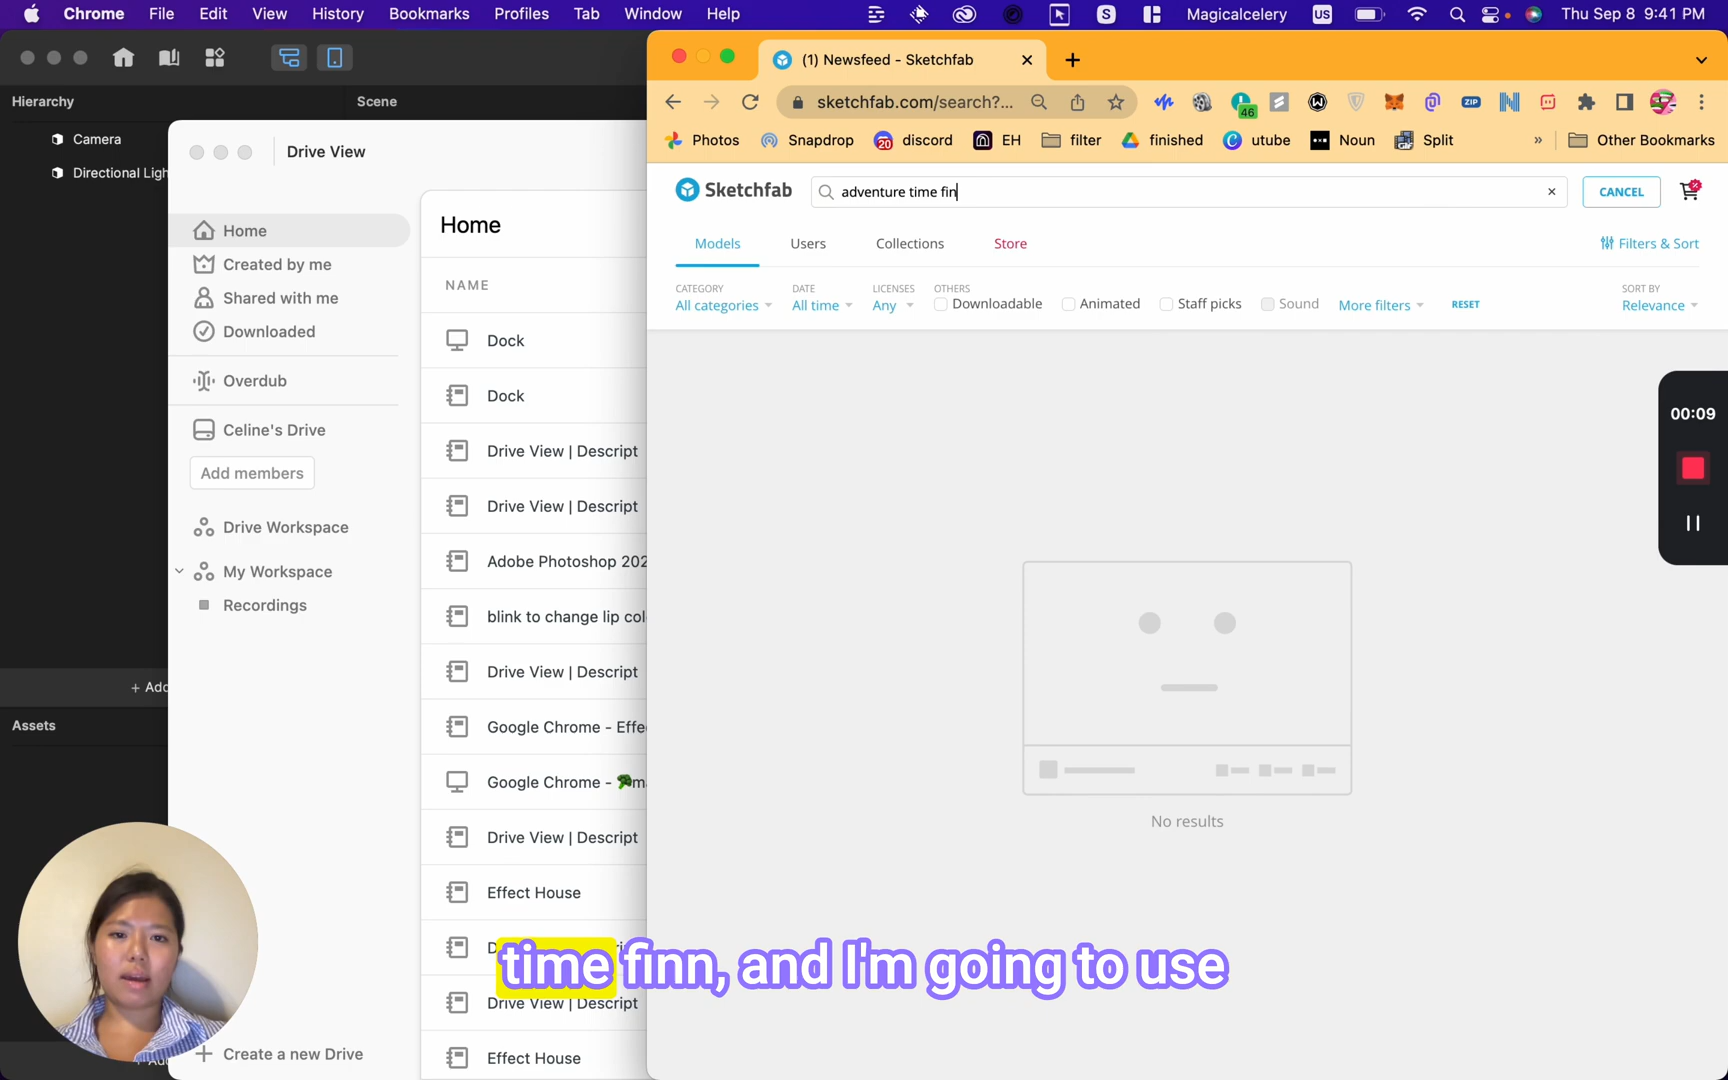 Chrome File Edit View History Bookmarks Profiles Tab Window Help
S Magicalcelery US Thu Sep 8 9:41 PM
(1) Newsfeed - Sketchfab
sketchfab.com/search?...
46
ZIP
Photos Snapdrop 20 discord EH filter finished utube Noun Split » Other Bookmarks
Hierarchy
Scene
Camera
Directional Ligh
+ Add
Assets
Drive View
Home
Created by me
Shared with me
Downloaded
Overdub
Celine's Drive
Add members
Drive Workspace
My Workspace
Recordings
Create a new Drive
Home
NAME
Dock
Dock
Drive View | Descript
Drive View | Descript
Adobe Photoshop 202
blink to change lip col
Drive View | Descript
Google Chrome - Effe
Google Chrome - 🥦m
Drive View | Descript
Effect House
Drive View | Descript
Effect House
Sketchfab
adventure time fin
CANCEL
Models Users Collections Store
Filters & Sort
CATEGORY
All categories
DATE
All time
LICENSES
Any
OTHERS
Downloadable Animated Staff picks Sound More filters RESET
SORT BY
Relevance
No results
00:09
time finn, and I'm going to use